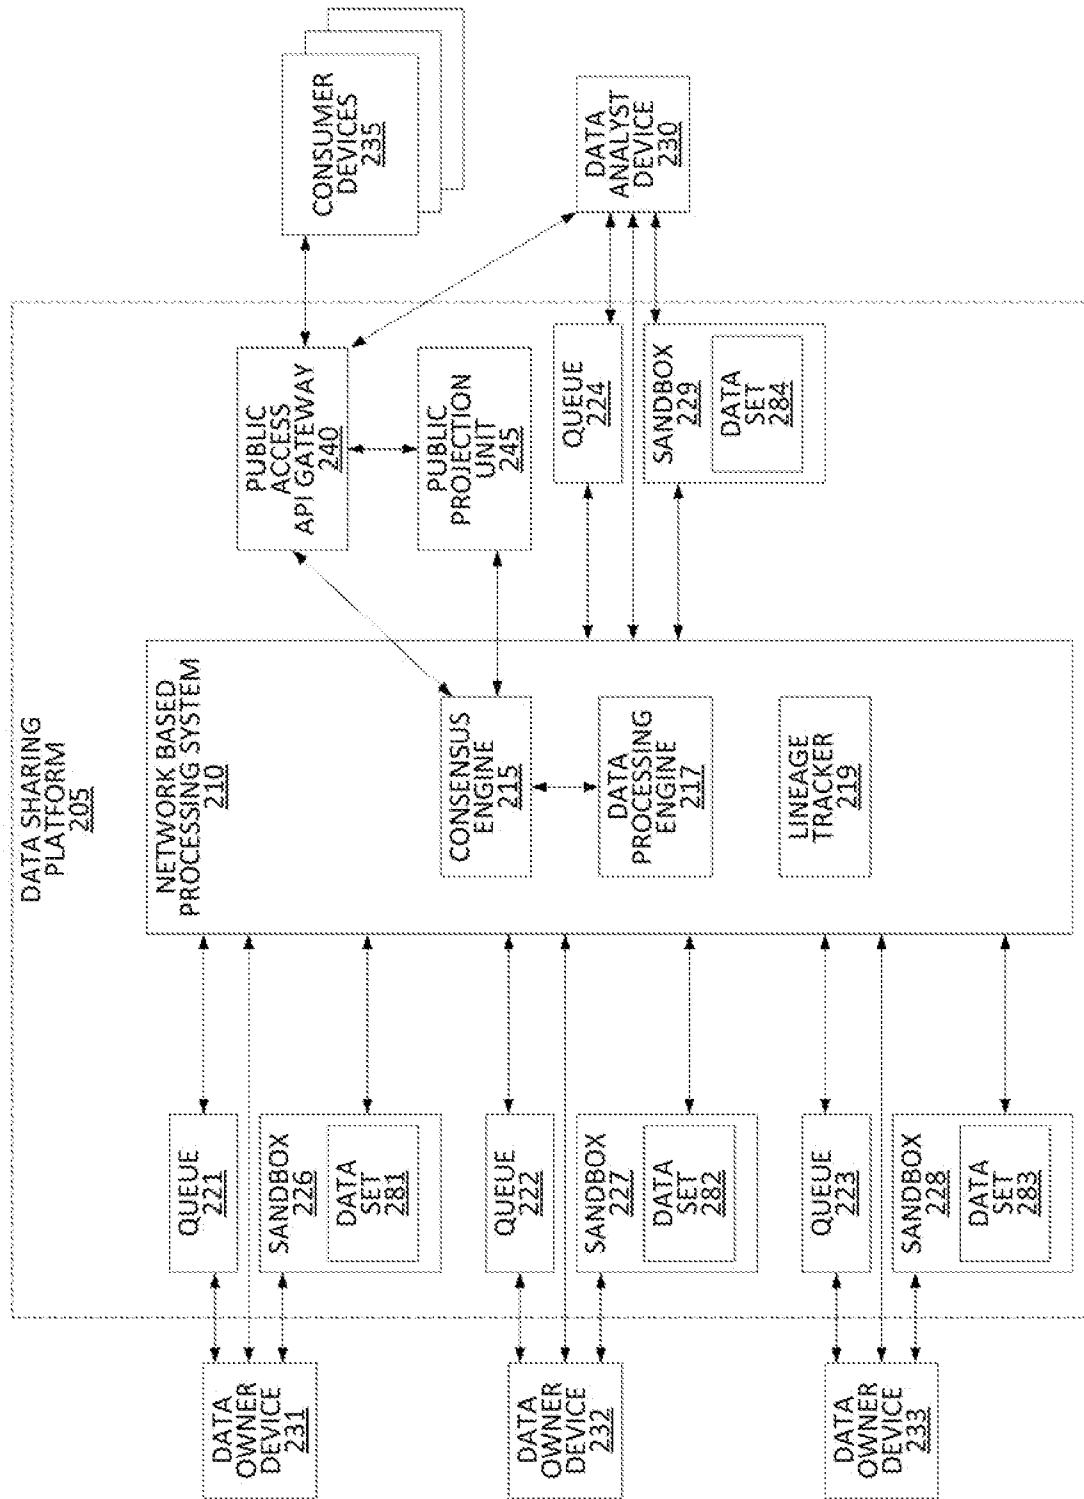 DATA SHARING
PLATFORM
205
DATA
OWNER
DEVICE
231
QUEUE
221
SANDBOX
226
DATA
SET
281
DATA
OWNER
DEVICE
232
QUEUE
222
SANDBOX
227
DATA
SET
282
DATA
OWNER
DEVICE
233
QUEUE
223
SANDBOX
228
DATA
SET
283
NETWORK BASED
PROCESSING SYSTEM
210
CONSENSUS
ENGINE
215
DATA
PROCESSING
ENGINE
217
LINEAGE
TRACKER
219
PUBLIC
ACCESS
API GATEWAY
240
PUBLIC
PROJECTION
UNIT
245
QUEUE
224
SANDBOX
229
DATA
SET
284
CONSUMER
DEVICES
235
DATA
ANALYST
DEVICE
230